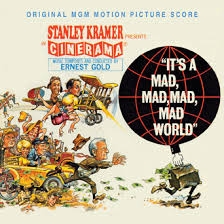 ORIGINAL MGM MOTION PICTURE SCORE
STANLEY KRAMER
PRESENTS
IN
CINERAMA
MUSIC COMPOSED AND CONDUCTED BY
ERNEST GOLD
"IT'S A
MAD,
MAD,MAD,
MAD
WORLD"